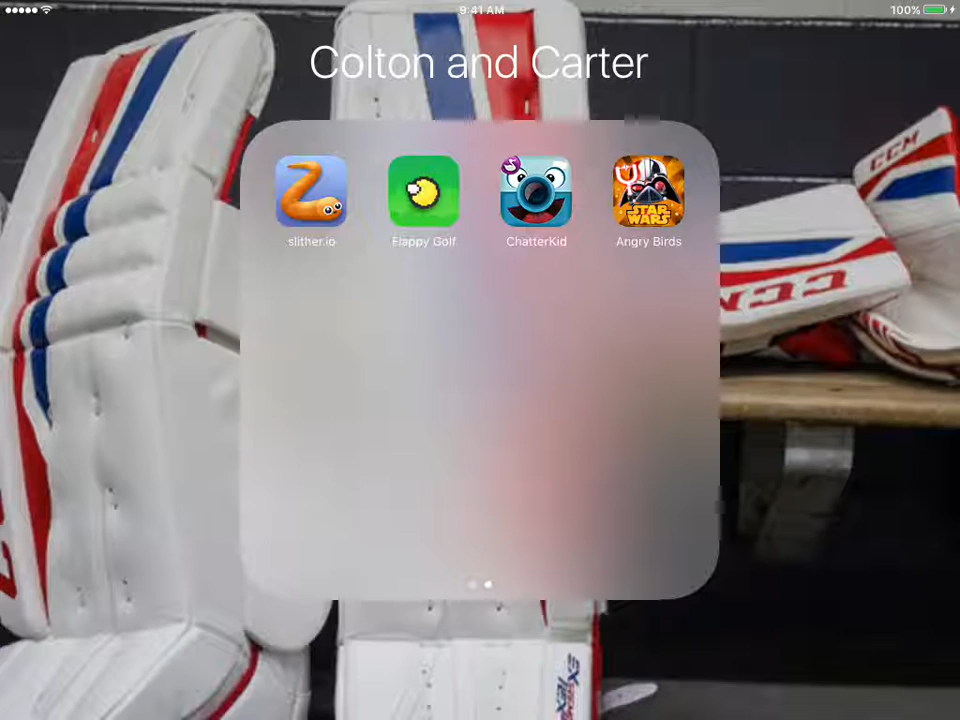 9:41 AM
100%
Colton and Carter
CCM
CCM
STAR
WARS
slither.io
Flappy Golf
ChatterKid
Angry Birds